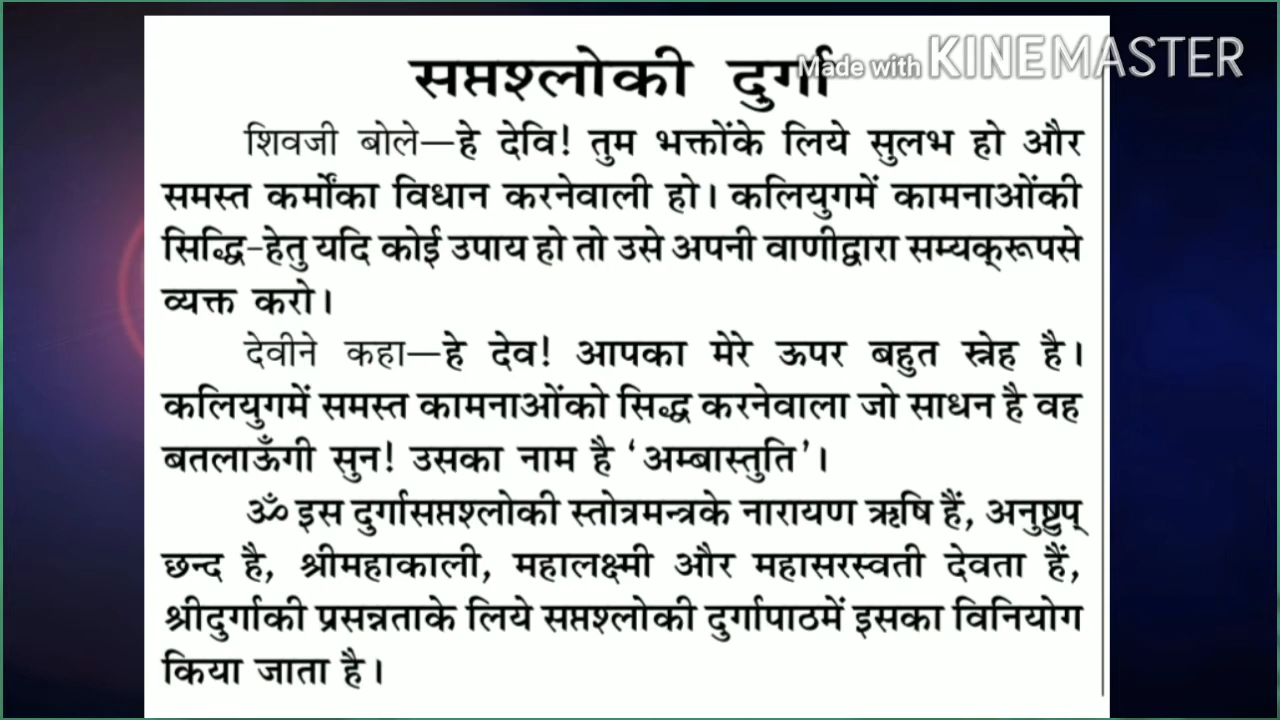 सप्तश्लोकी दुर्गा
Made with KINEMASTER
शिवजी बोले—हे देवि! तुम भक्तोंके लिये सुलभ हो और
समस्त कर्मोंका विधान करनेवाली हो। कलियुगमें कामनाओंकी
सिद्धि-हेतु यदि कोई उपाय हो तो उसे अपनी वाणीद्वारा सम्यक्‌रूपसे
व्यक्त करो।
देवीने कहा—हे देव! आपका मेरे ऊपर बहुत स्नेह है।
कलियुगमें समस्त कामनाओंको सिद्ध करनेवाला जो साधन है वह
बतलाऊँगी सुन! उसका नाम है ‘अम्बास्तुति’।
ॐ इस दुर्गासप्तश्लोकी स्तोत्रमन्त्रके नारायण ऋषि हैं, अनुष्टुप्
छन्द है, श्रीमहाकाली, महालक्ष्मी और महासरस्वती देवता हैं,
श्रीदुर्गाकी प्रसन्नताके लिये सप्तश्लोकी दुर्गापाठमें इसका विनियोग
किया जाता है।